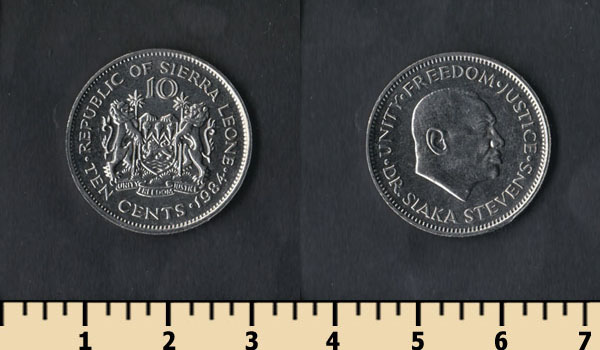 REPUBLIC OF SIERRA LEONE
10
UNITY FREEDOM JUSTICE
TEN CENTS · 1984
UNITY · FREEDOM · JUSTICE
DR. SIAKA STEVENS
1 2 3 4 5 6 7